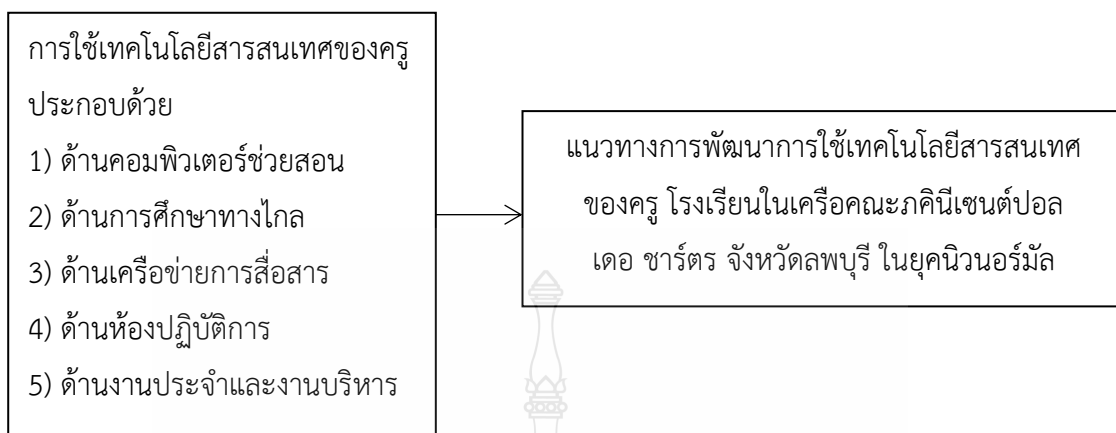 การใช้เทคโนโลยีสารสนเทศของครู
ประกอบด้วย
1) ด้านคอมพิวเตอร์ช่วยสอน
2) ด้านการศึกษาทางไกล
3) ด้านเครือข่ายการสื่อสาร
4) ด้านห้องปฏิบัติการ
5) ด้านงานประจำและงานบริหาร
แนวทางการพัฒนาการใช้เทคโนโลยีสารสนเทศ
ของครู โรงเรียนในเครือคณะภคินีเซนต์ปอล
เดอ ชาร์ตร จังหวัดลพบุรี ในยุคนิวนอร์มัล